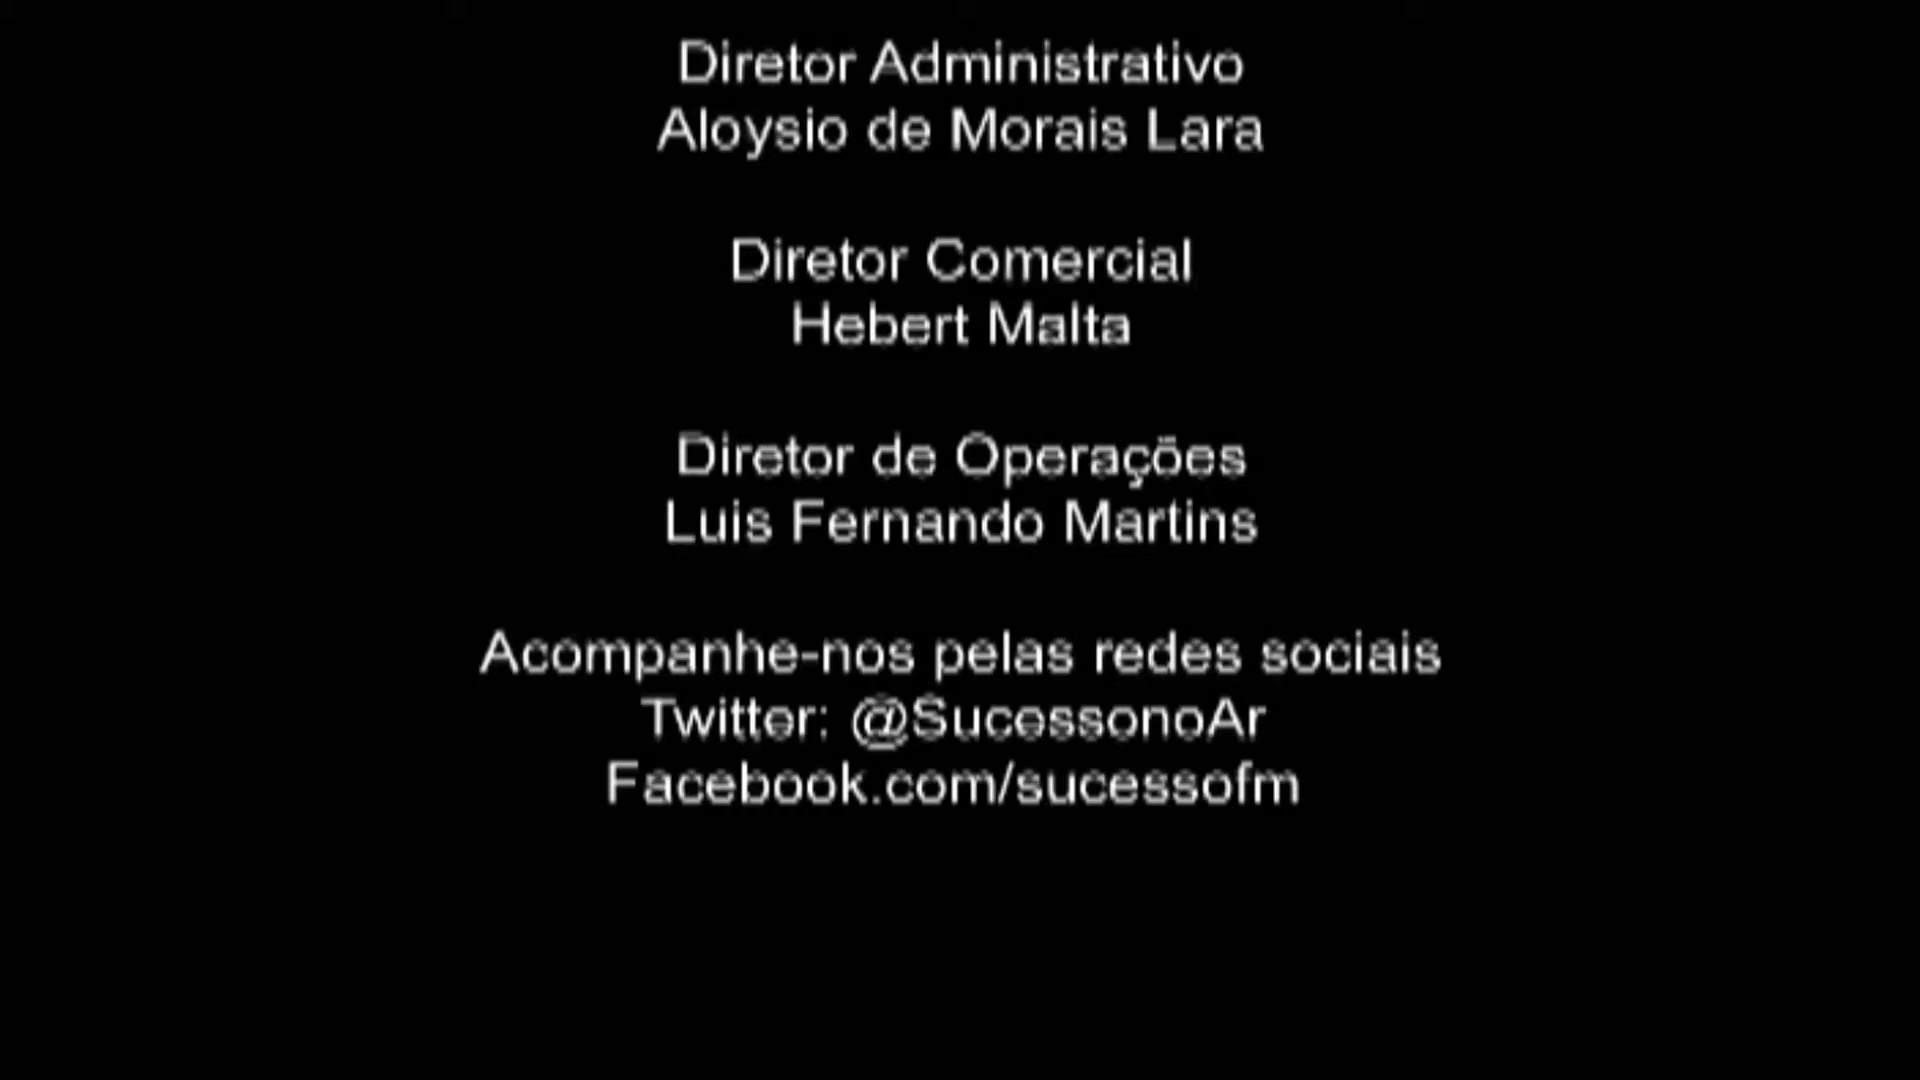 Diretor Administrativo
Aloysio de Morais Lara
Diretor Comercial
Hebert Malta
Diretor de Operações
Luis Fernando Martins
Acompanhe-nos pelas redes sociais
Twitter: @SucessonoAr
Facebook.com/sucessofm